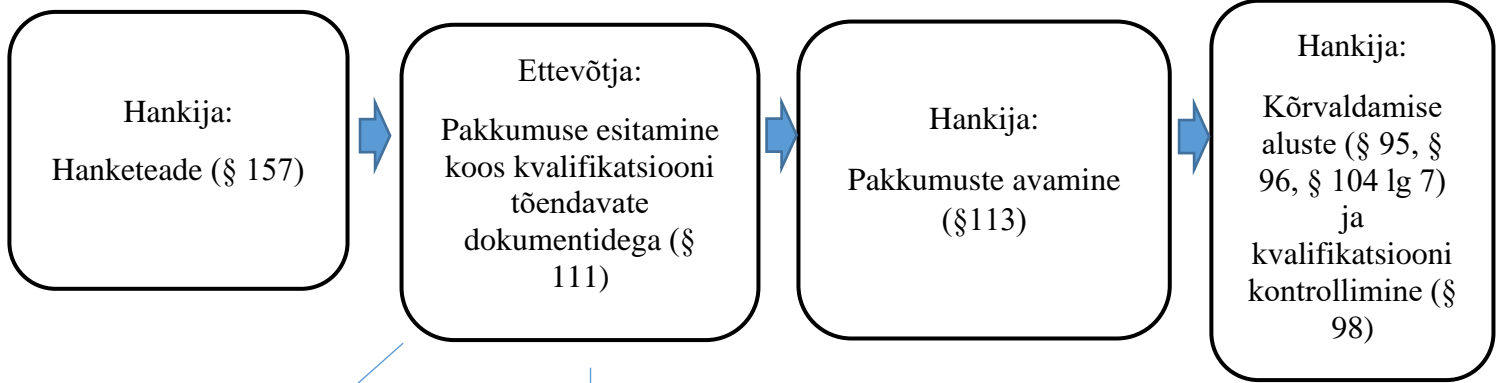 Hankija:
Hanketeade (§ 157)
Ettevõtja:
Pakkumuse esitamine
koos kvalifikatsiooni
tõendavate
dokumentidega (§
111)
Hankija:
Pakkumuste avamine
(§113)
Hankija:
Kõrvaldamise
aluste (§ 95, §
96, § 104 lg 7)
ja
kvalifikatsiooni
kontrollimine (§
98)